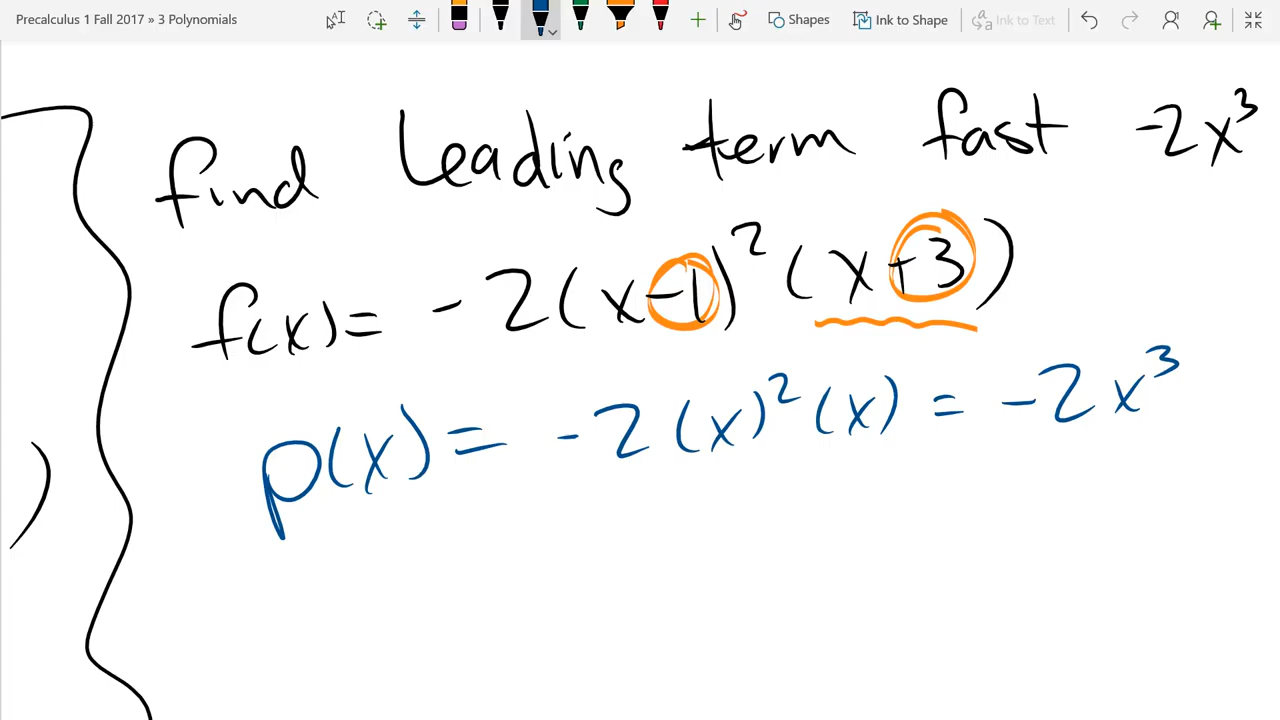 Precalculus 1 Fall 2017 » 3 Polynomials
Shapes
Ink to Shape
Ink to Text
find leading term fast -2x³
f(x) = -2(x-1)²(x+3)
p(x) = -2(x)²(x) = -2x³